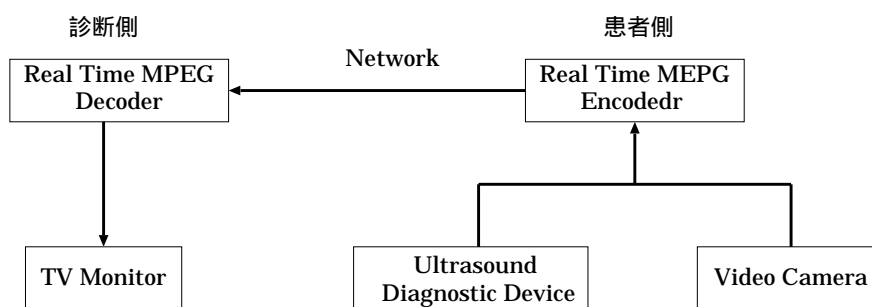 診断側
患者側
Network
Real Time MPEG
Decoder
Real Time MEPG
Encodedr
TV Monitor
Ultrasound
Diagnostic Device
Video Camera